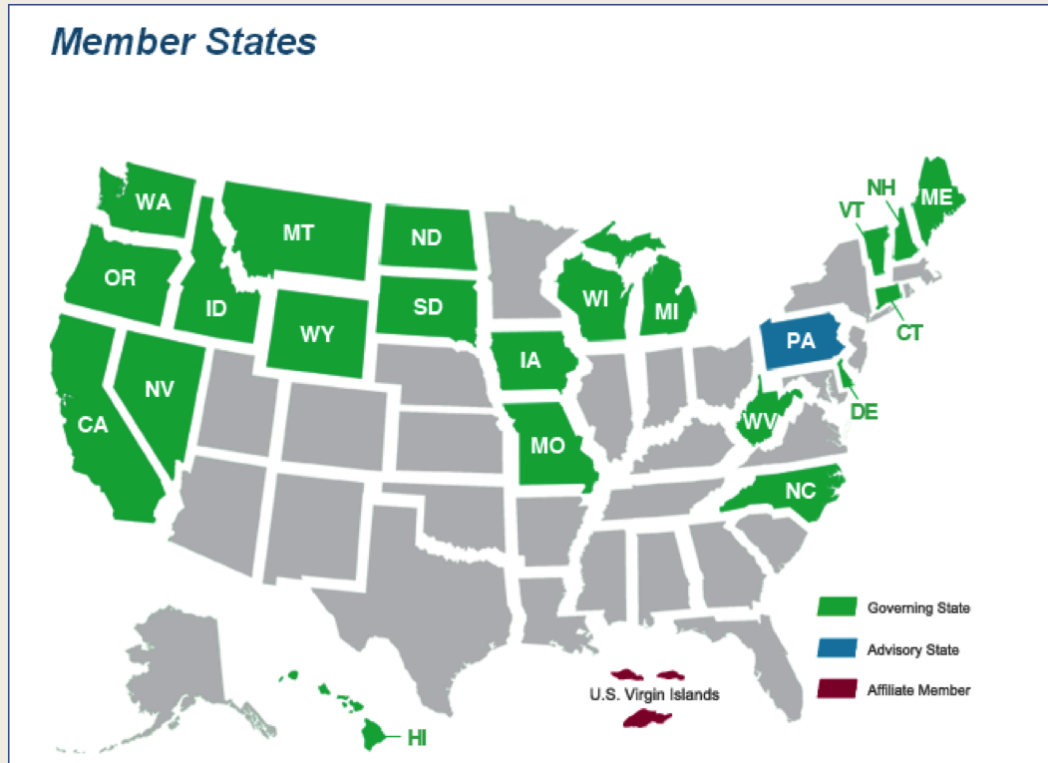 Member States
NH
ME
VT
WA
MT
ND
OR
ID
SD
WI
MI
WY
PA
CT
IA
NV
DE
CA
WV
MO
NC
Governing State
Advisory State
U.S. Virgin Islands
Affiliate Member
HI